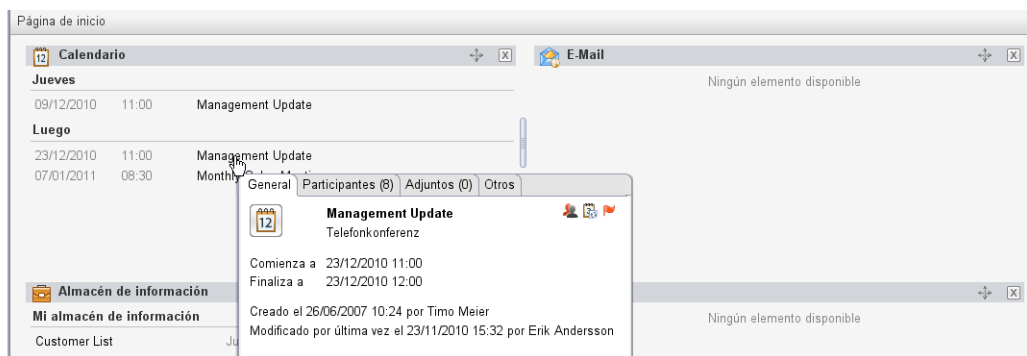 Página de inicio
Calendario
Jueves
09/12/2010 11:00 Management Update
Luego
23/12/2010 11:00 Management Update
07/01/2011 08:30 Monthly
E-Mail
Ningún elemento disponible
General Participantes (8) Adjuntos (0) Otros
Management Update
Telefonkonferenz
Comienza a 23/12/2010 11:00
Finaliza a 23/12/2010 12:00
Creado el 26/06/2007 10:24 por Timo Meier
Modificado por última vez el 23/11/2010 15:32 por Erik Andersson
Almacén de información
Mi almacén de información
Customer List
Ningún elemento disponible